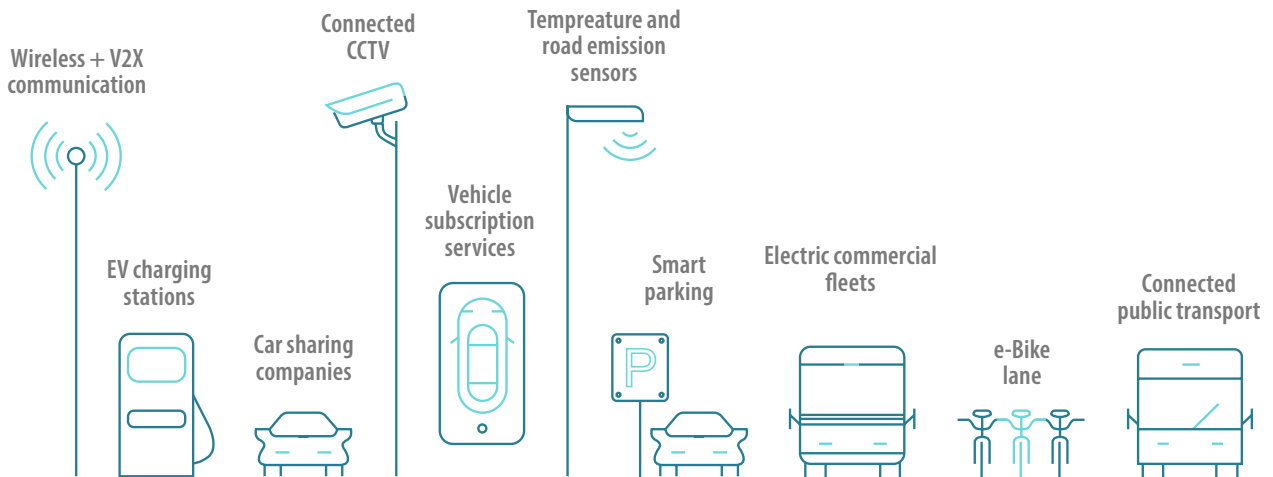 Wireless + V2X
communication
EV charging
stations
Car sharing
companies
Connected
CCTV
Vehicle
subscription
services
Tempreature and
road emission
sensors
Smart
parking
P
Electric commercial
fleets
e-Bike
lane
Connected
public transport